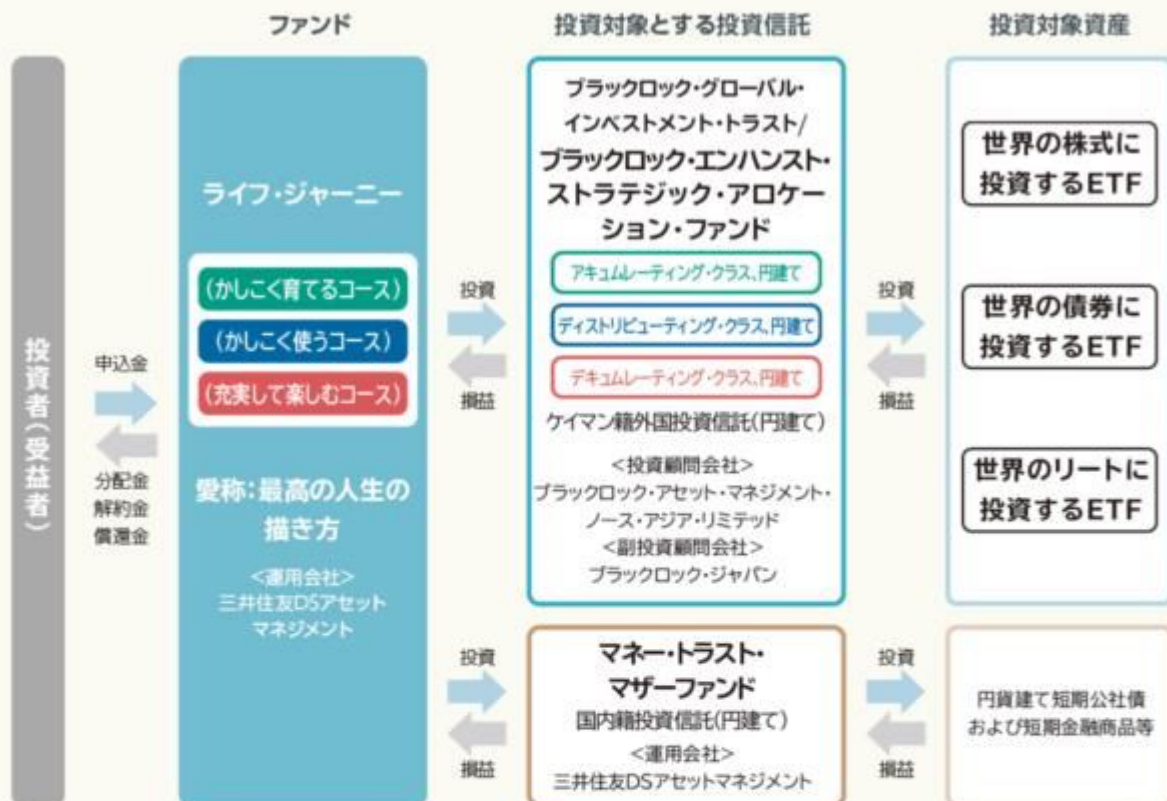 ファンド
投資対象とする投資信託
投資対象資産
投資者(受益者)
申込金
分配金
解約金
償還金
ライフ・ジャーニー
(かしこく育てるコース)
(かしこく使うコース)
(充実して楽しむコース)
愛称:最高の人生の
描き方
<運用会社>
三井住友DSアセット
マネジメント
投資
損益
ブラックロック・グローバル・
インベストメント・トラスト/
ブラックロック・エンハンスト・
ストラテジック・アロケー
ション・ファンド
アキュムレーティング・クラス、円建て
ディストリビューティング・クラス、円建て
デキュムレーティング・クラス、円建て
ケイマン籍外国投資信託(円建て)
<投資顧問会社>
ブラックロック・アセット・マネジメント・
ノース・アジア・リミテッド
<副投資顧問会社>
ブラックロック・ジャパン
投資
損益
世界の株式に
投資するETF
世界の債券に
投資するETF
世界のリートに
投資するETF
投資
損益
マネー・トラスト・
マザーファンド
国内籍投資信託(円建て)
<運用会社>
三井住友DSアセットマネジメント
投資
損益
円貨建て短期公社債
および短期金融商品等